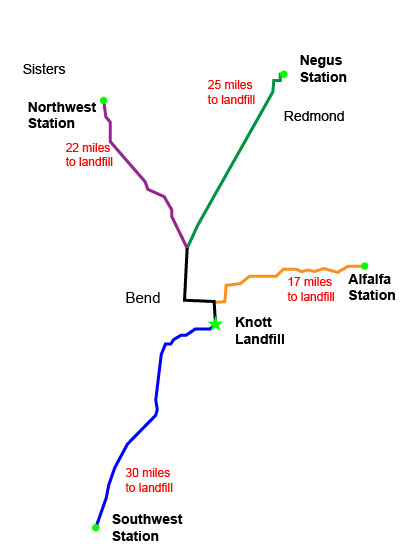 Negus
Station
Sisters
25 miles
to landfill
Northwest
Station
Redmond
22 miles
to landfill
Alfalfa
Station
17 miles
to landfill
Bend
Knott
Landfill
30 miles
to landfill
Southwest
Station